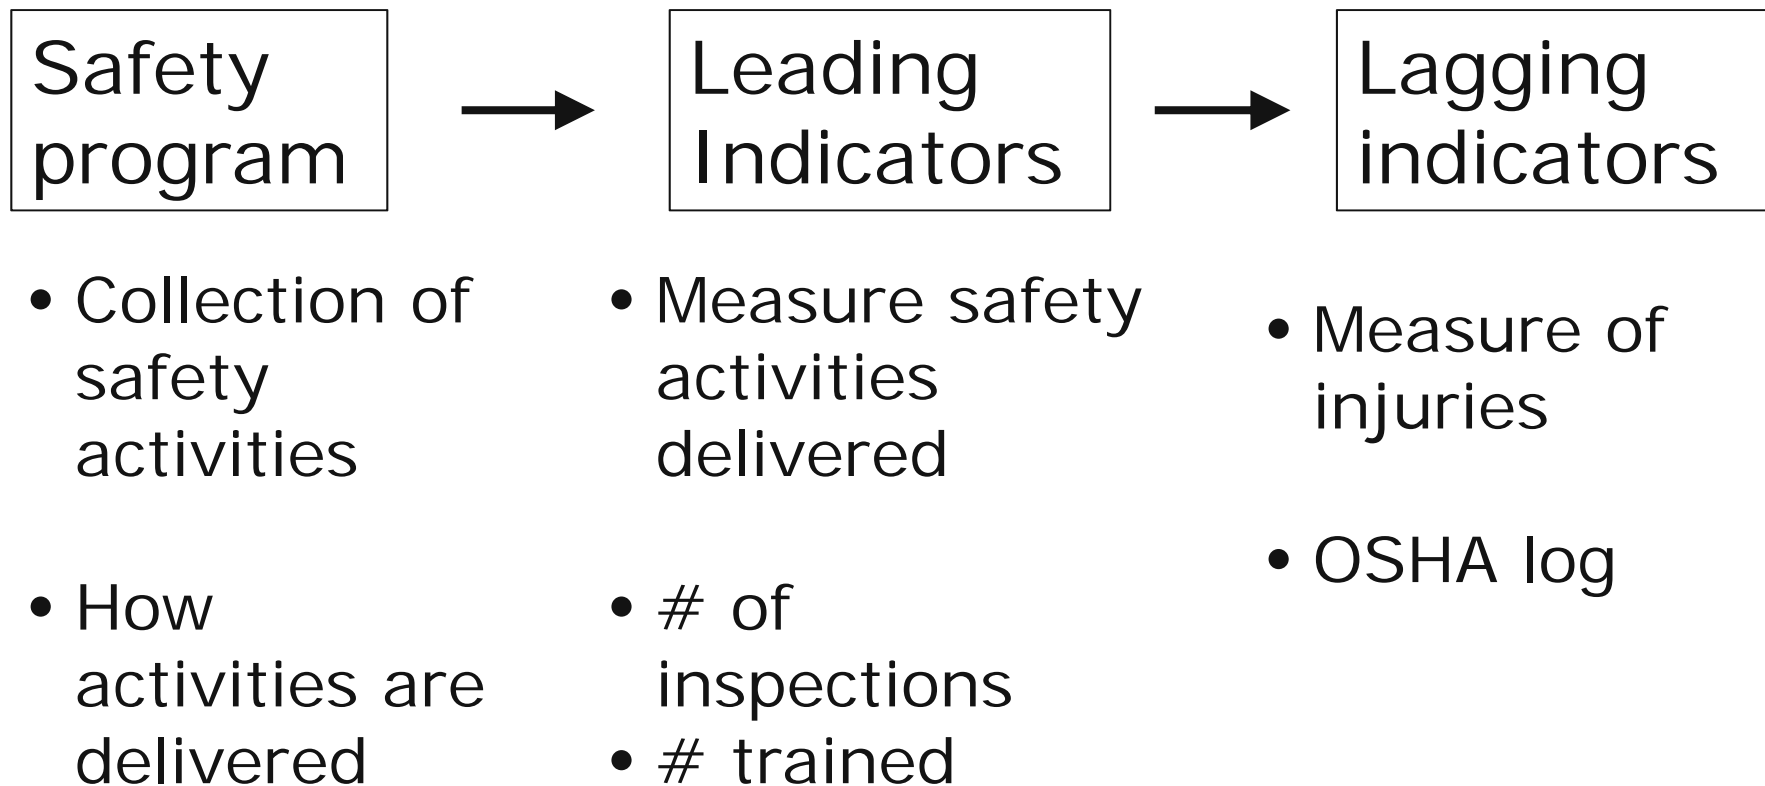 Safety
program
Leading
Indicators
Lagging
indicators
• Collection of
safety
activities
• How
activities are
delivered
• Measure safety
activities
delivered
• # of
inspections
• # trained
• Measure of
injuries
• OSHA log